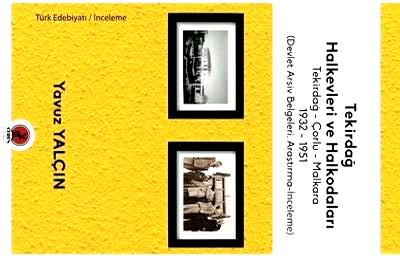 Türk Edebiyatı / İnceleme
Tekirdağ
Halkevleri ve Halkodaları
Tekirdağ - Çorlu - Malkara
1932 - 1951
(Devlet Arşiv Belgeleri, Araştırma-İnceleme)
Yavuz YALÇIN